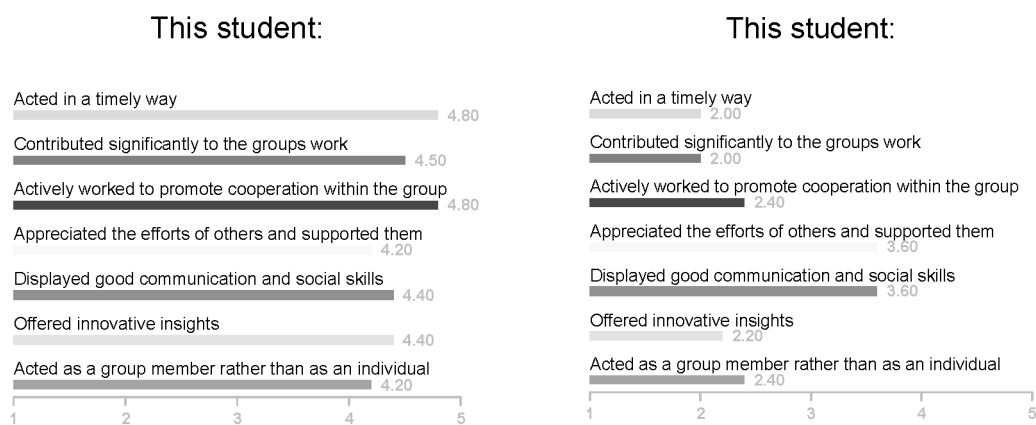 This student:
Acted in a timely way
4.80
Contributed significantly to the groups work
4.50
Actively worked to promote cooperation within the group
4.80
Appreciated the efforts of others and supported them
4.20
Displayed good communication and social skills
4.40
Offered innovative insights
4.40
Acted as a group member rather than as an individual
4.20
1 2 3 4 5
This student:
Acted in a timely way
2.00
Contributed significantly to the groups work
2.00
Actively worked to promote cooperation within the group
2.40
Appreciated the efforts of others and supported them
3.60
Displayed good communication and social skills
3.60
Offered innovative insights
2.20
Acted as a group member rather than as an individual
2.40
1 2 3 4 5